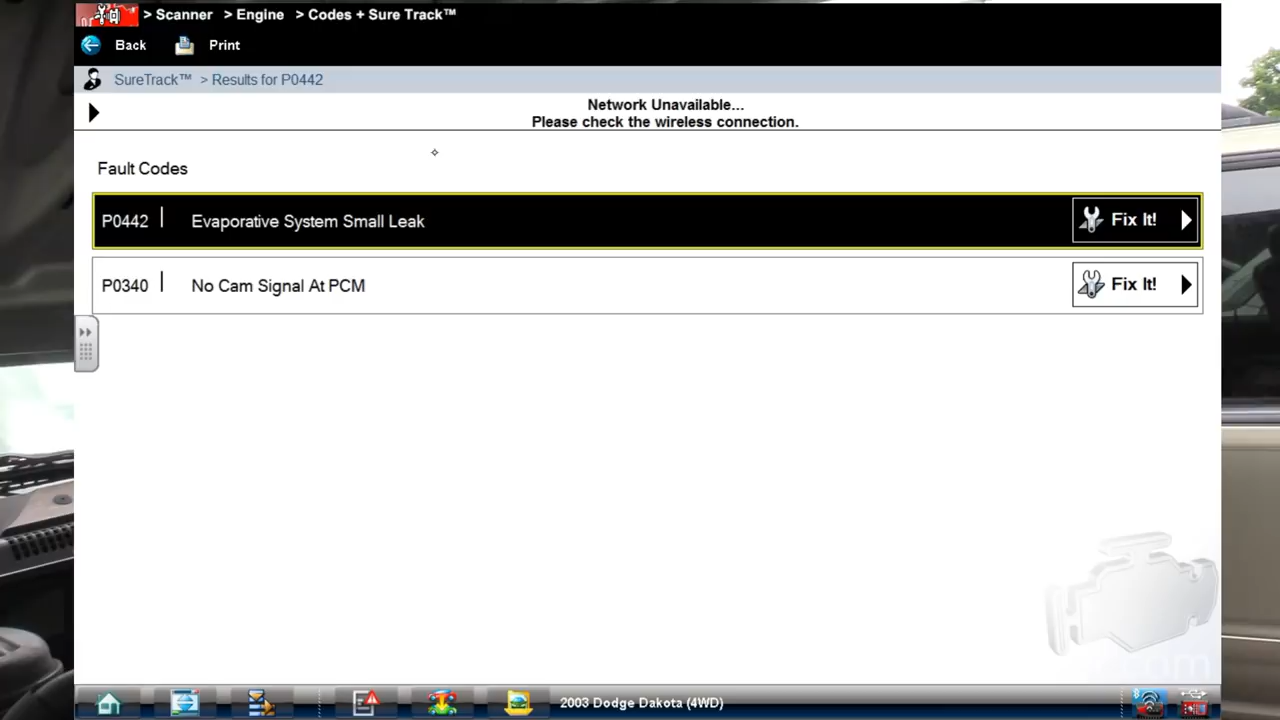 > Scanner > Engine > Codes + Sure Track™
Back Print
SureTrack™ > Results for P0442
Network Unavailable...
Please check the wireless connection.
Fault Codes
P0442 Evaporative System Small Leak Fix It!
P0340 No Cam Signal At PCM Fix It!
2003 Dodge Dakota (4WD)